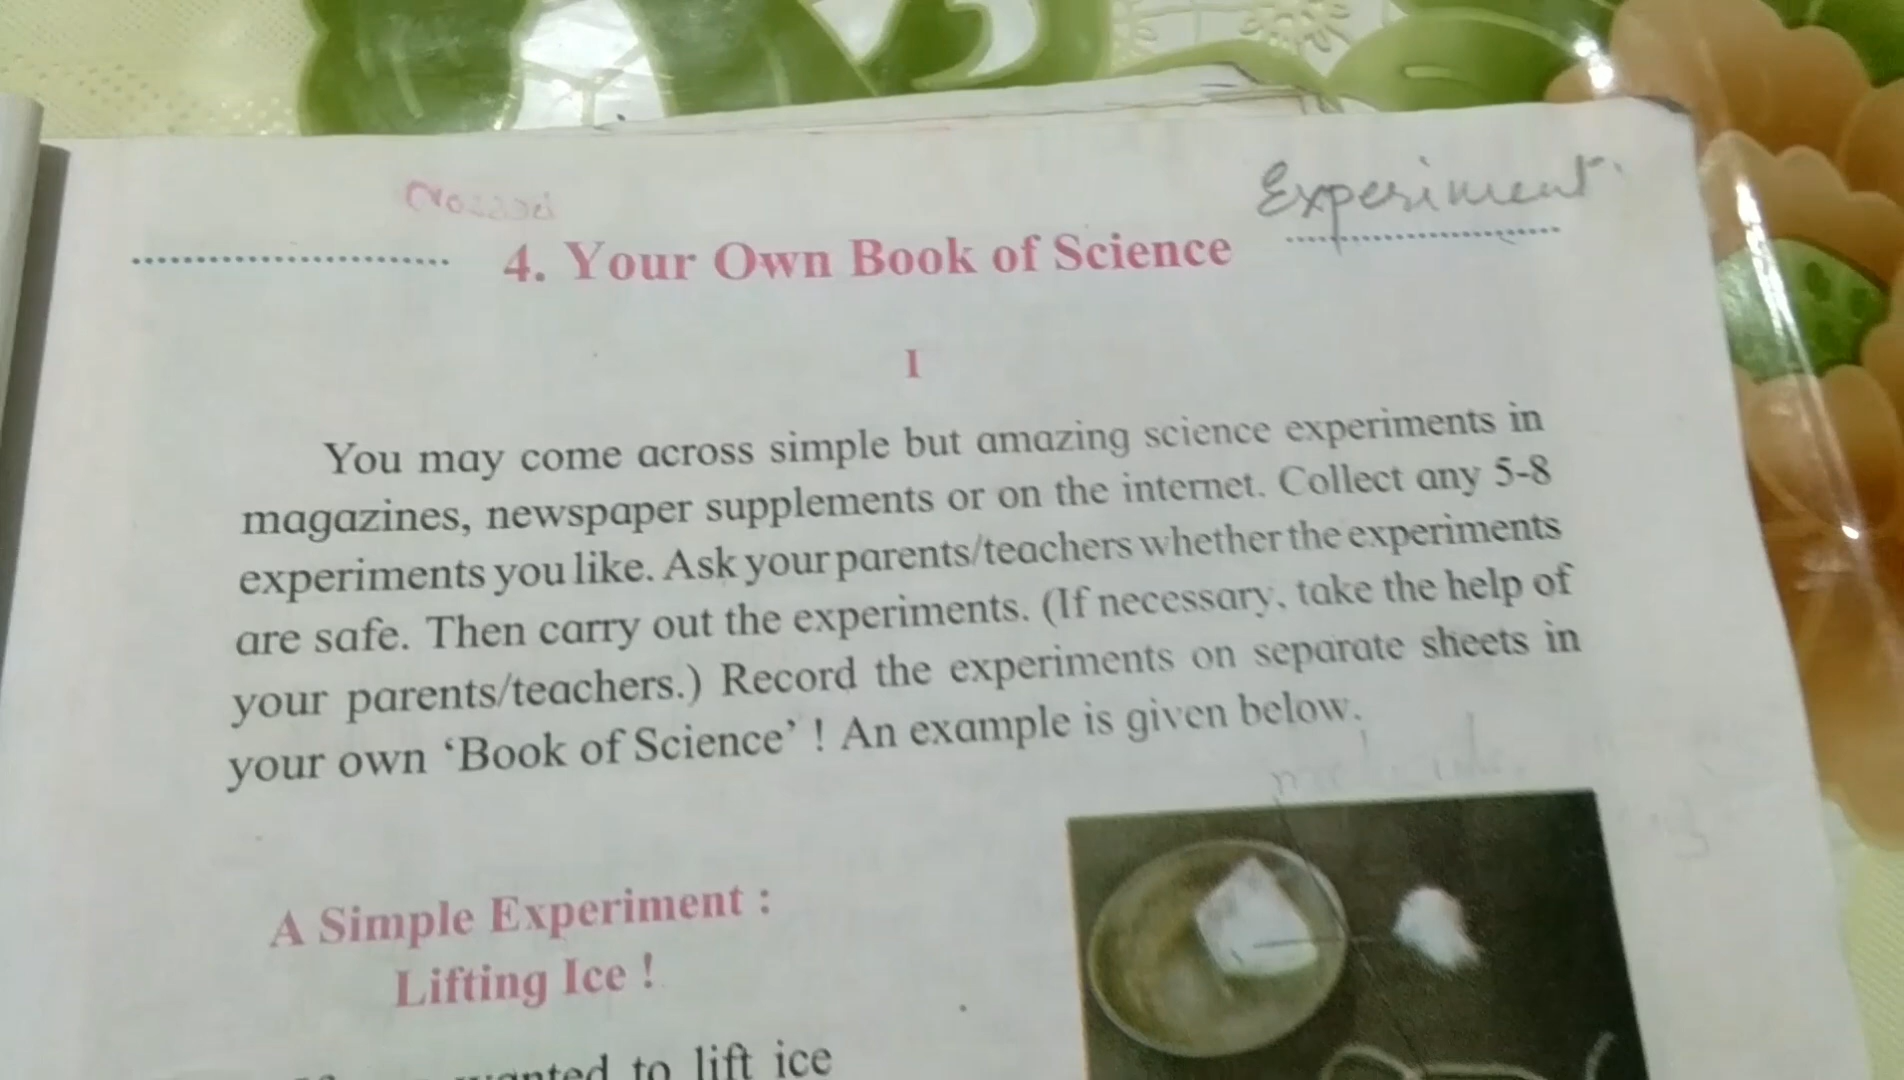 Experiment
4. Your Own Book of Science
I
You may come across simple but amazing science experiments in
magazines, newspaper supplements or on the internet. Collect any 5-8
experiments you like. Ask your parents/teachers whether the experiments
are safe. Then carry out the experiments. (If necessary, take the help of
your parents/teachers.) Record the experiments on separate sheets in
your own ‘Book of Science’ ! An example is given below.
A Simple Experiment :
Lifting Ice !
wanted to lift ice